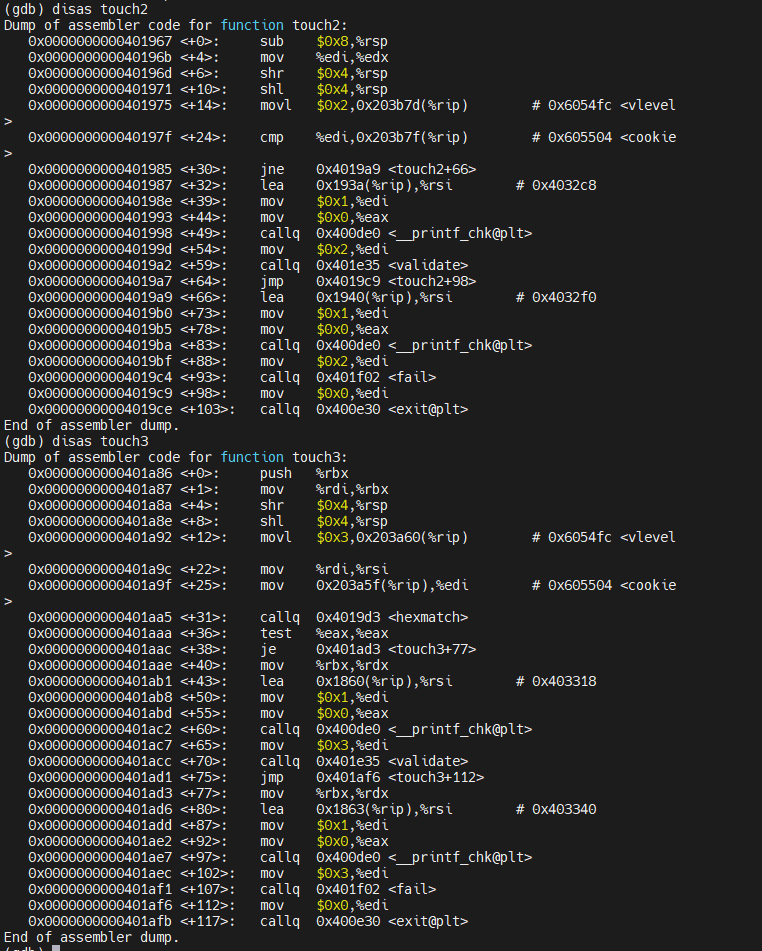 (gdb) disas touch2
Dump of assembler code for function touch2:
   0x0000000000401967 <+0>:	sub    $0x8,%rsp
   0x000000000040196b <+4>:	mov    %edi,%edx
   0x000000000040196d <+6>:	shr    $0x4,%rsp
   0x0000000000401971 <+10>:	shl    $0x4,%rsp
   0x0000000000401975 <+14>:	movl   $0x2,0x203b7d(%rip)        # 0x6054fc <vlevel
>
   0x000000000040197f <+24>:	cmp    %edi,0x203b7f(%rip)        # 0x605504 <cookie
>
   0x0000000000401985 <+30>:	jne    0x4019a9 <touch2+66>
   0x0000000000401987 <+32>:	lea    0x193a(%rip),%rsi        # 0x4032c8
   0x000000000040198e <+39>:	mov    $0x1,%edi
   0x0000000000401993 <+44>:	mov    $0x0,%eax
   0x0000000000401998 <+49>:	callq  0x400de0 <__printf_chk@plt>
   0x000000000040199d <+54>:	mov    $0x2,%edi
   0x00000000004019a2 <+59>:	callq  0x401e35 <validate>
   0x00000000004019a7 <+64>:	jmp    0x4019c9 <touch2+98>
   0x00000000004019a9 <+66>:	lea    0x1940(%rip),%rsi        # 0x4032f0
   0x00000000004019b0 <+73>:	mov    $0x1,%edi
   0x00000000004019b5 <+78>:	mov    $0x0,%eax
   0x00000000004019ba <+83>:	callq  0x400de0 <__printf_chk@plt>
   0x00000000004019bf <+88>:	mov    $0x2,%edi
   0x00000000004019c4 <+93>:	callq  0x401f02 <fail>
   0x00000000004019c9 <+98>:	mov    $0x0,%edi
   0x00000000004019ce <+103>:	callq  0x400e30 <exit@plt>
End of assembler dump.
(gdb) disas touch3
Dump of assembler code for function touch3:
   0x0000000000401a86 <+0>:	push   %rbx
   0x0000000000401a87 <+1>:	mov    %rdi,%rbx
   0x0000000000401a8a <+4>:	shr    $0x4,%rsp
   0x0000000000401a8e <+8>:	shl    $0x4,%rsp
   0x0000000000401a92 <+12>:	movl   $0x3,0x203a60(%rip)        # 0x6054fc <vlevel
>
   0x0000000000401a9c <+22>:	mov    %rdi,%rsi
   0x0000000000401a9f <+25>:	mov    0x203a5f(%rip),%edi        # 0x605504 <cookie
>
   0x0000000000401aa5 <+31>:	callq  0x4019d3 <hexmatch>
   0x0000000000401aaa <+36>:	test   %eax,%eax
   0x0000000000401aac <+38>:	je     0x401ad3 <touch3+77>
   0x0000000000401aae <+40>:	mov    %rbx,%rdx
   0x0000000000401ab1 <+43>:	lea    0x1860(%rip),%rsi        # 0x403318
   0x0000000000401ab8 <+50>:	mov    $0x1,%edi
   0x0000000000401abd <+55>:	mov    $0x0,%eax
   0x0000000000401ac2 <+60>:	callq  0x400de0 <__printf_chk@plt>
   0x0000000000401ac7 <+65>:	mov    $0x3,%edi
   0x0000000000401acc <+70>:	callq  0x401e35 <validate>
   0x0000000000401ad1 <+75>:	jmp    0x401af6 <touch3+112>
   0x0000000000401ad3 <+77>:	mov    %rbx,%rdx
   0x0000000000401ad6 <+80>:	lea    0x1863(%rip),%rsi        # 0x403340
   0x0000000000401add <+87>:	mov    $0x1,%edi
   0x0000000000401ae2 <+92>:	mov    $0x0,%eax
   0x0000000000401ae7 <+97>:	callq  0x400de0 <__printf_chk@plt>
   0x0000000000401aec <+102>:	mov    $0x3,%edi
   0x0000000000401af1 <+107>:	callq  0x401f02 <fail>
   0x0000000000401af6 <+112>:	mov    $0x0,%edi
   0x0000000000401afb <+117>:	callq  0x400e30 <exit@plt>
End of assembler dump.
(gdb)